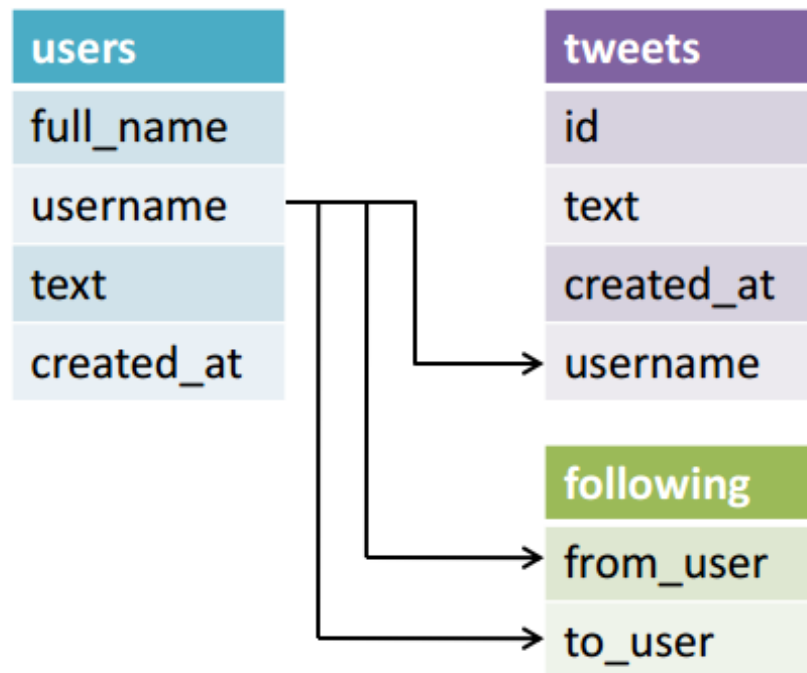 users
full_name
username
text
created_at
tweets
id
text
created_at
username
following
from_user
to_user